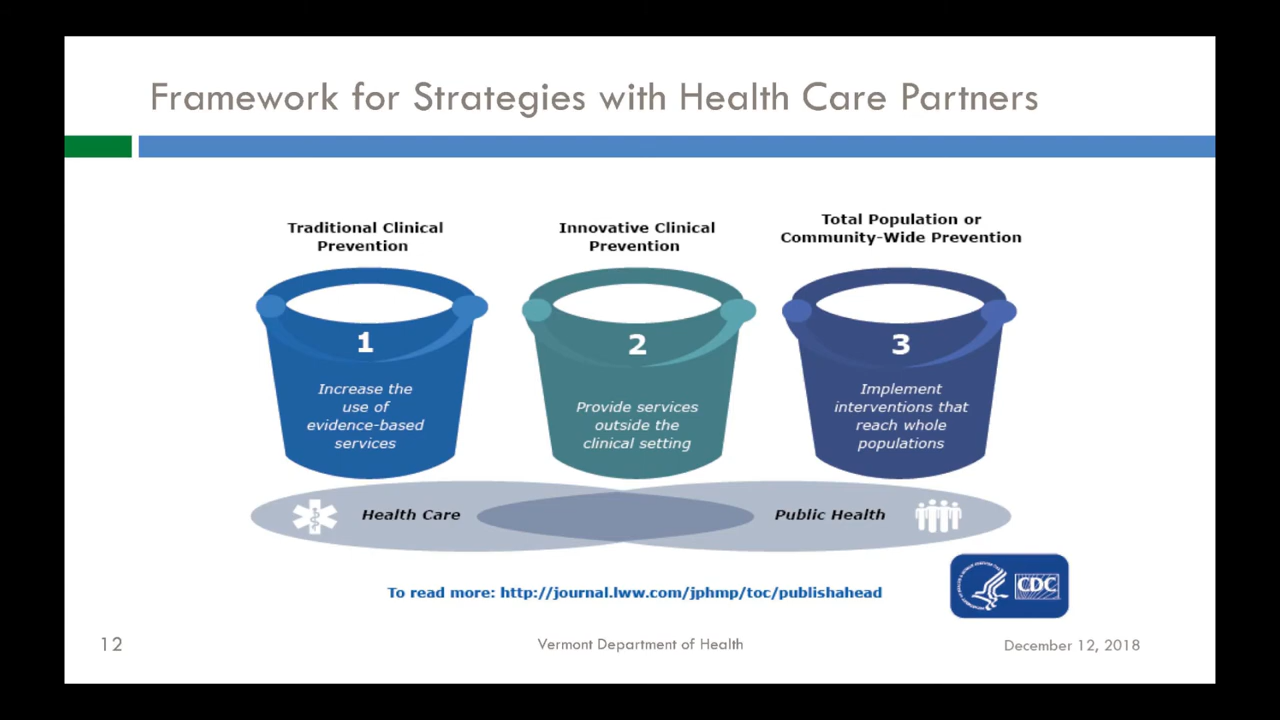 Framework for Strategies with Health Care Partners
Traditional Clinical
Prevention
Innovative Clinical
Prevention
Total Population or
Community-Wide Prevention
1
Increase the
use of
evidence-based
services
2
Provide services
outside the
clinical setting
3
Implement
interventions that
reach whole
populations
Health Care
Public Health
To read more: http://journal.lww.com/jphmp/toc/publishahead
CDC
12
Vermont Department of Health
December 12, 2018